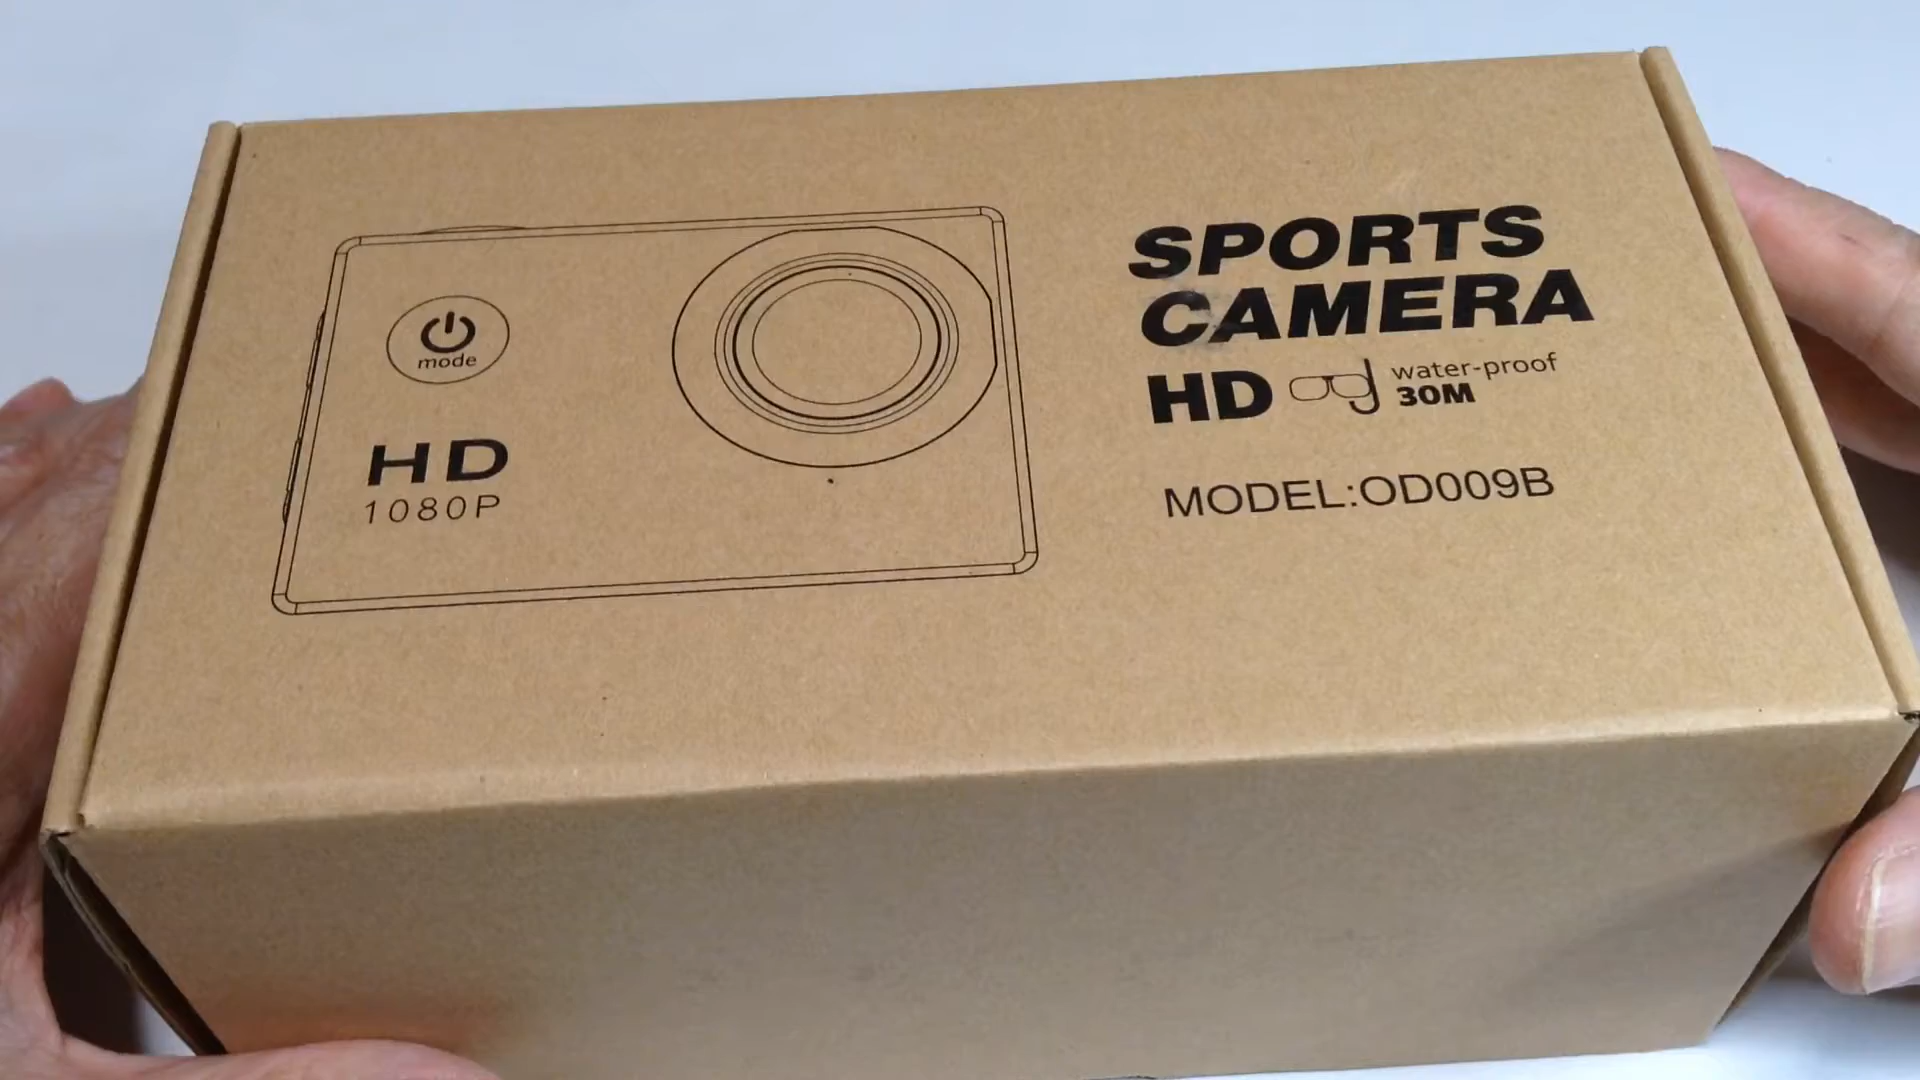 mode
HD
1080P
SPORTS
CAMERA
HD water-proof
30M
MODEL:OD009B